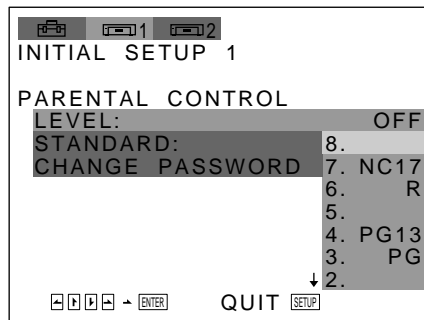 1 2
INITIAL SETUP 1
PARENTAL CONTROL
LEVEL: OFF
STANDARD: 8.
CHANGE PASSWORD 7. NC17
6. R
5.
4. PG13
3. PG
2.
ENTER QUIT SETUP